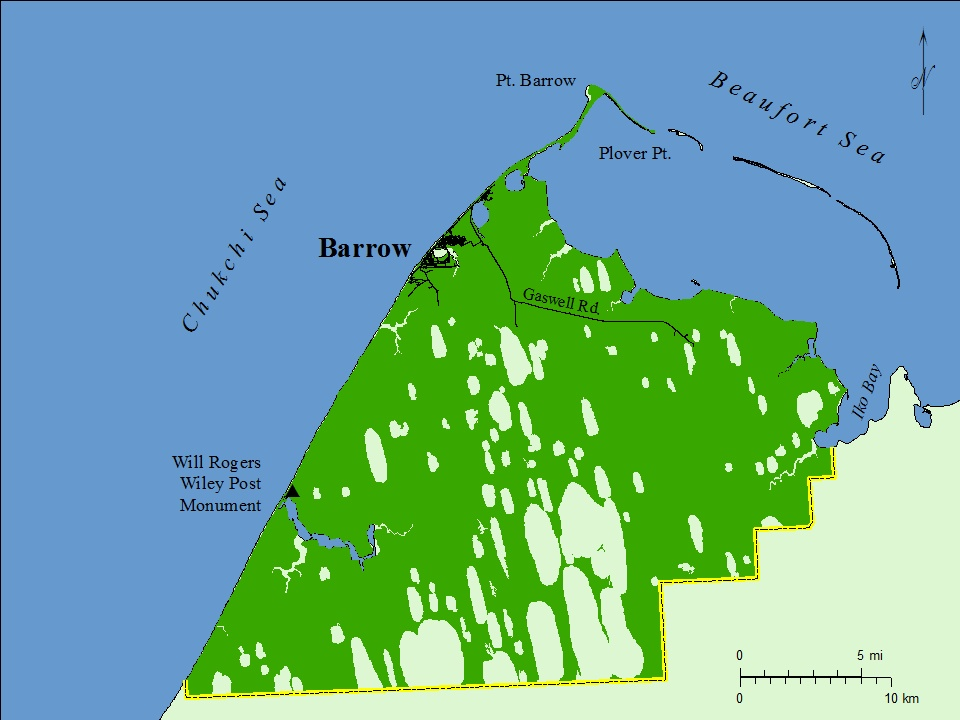 N
Pt. Barrow
Beaufort Sea
Plover Pt.
Chukchi Sea
Barrow
Gaswell Rd.
Iko Bay
Will Rogers
Wiley Post
Monument
0 5 mi
0 10 km